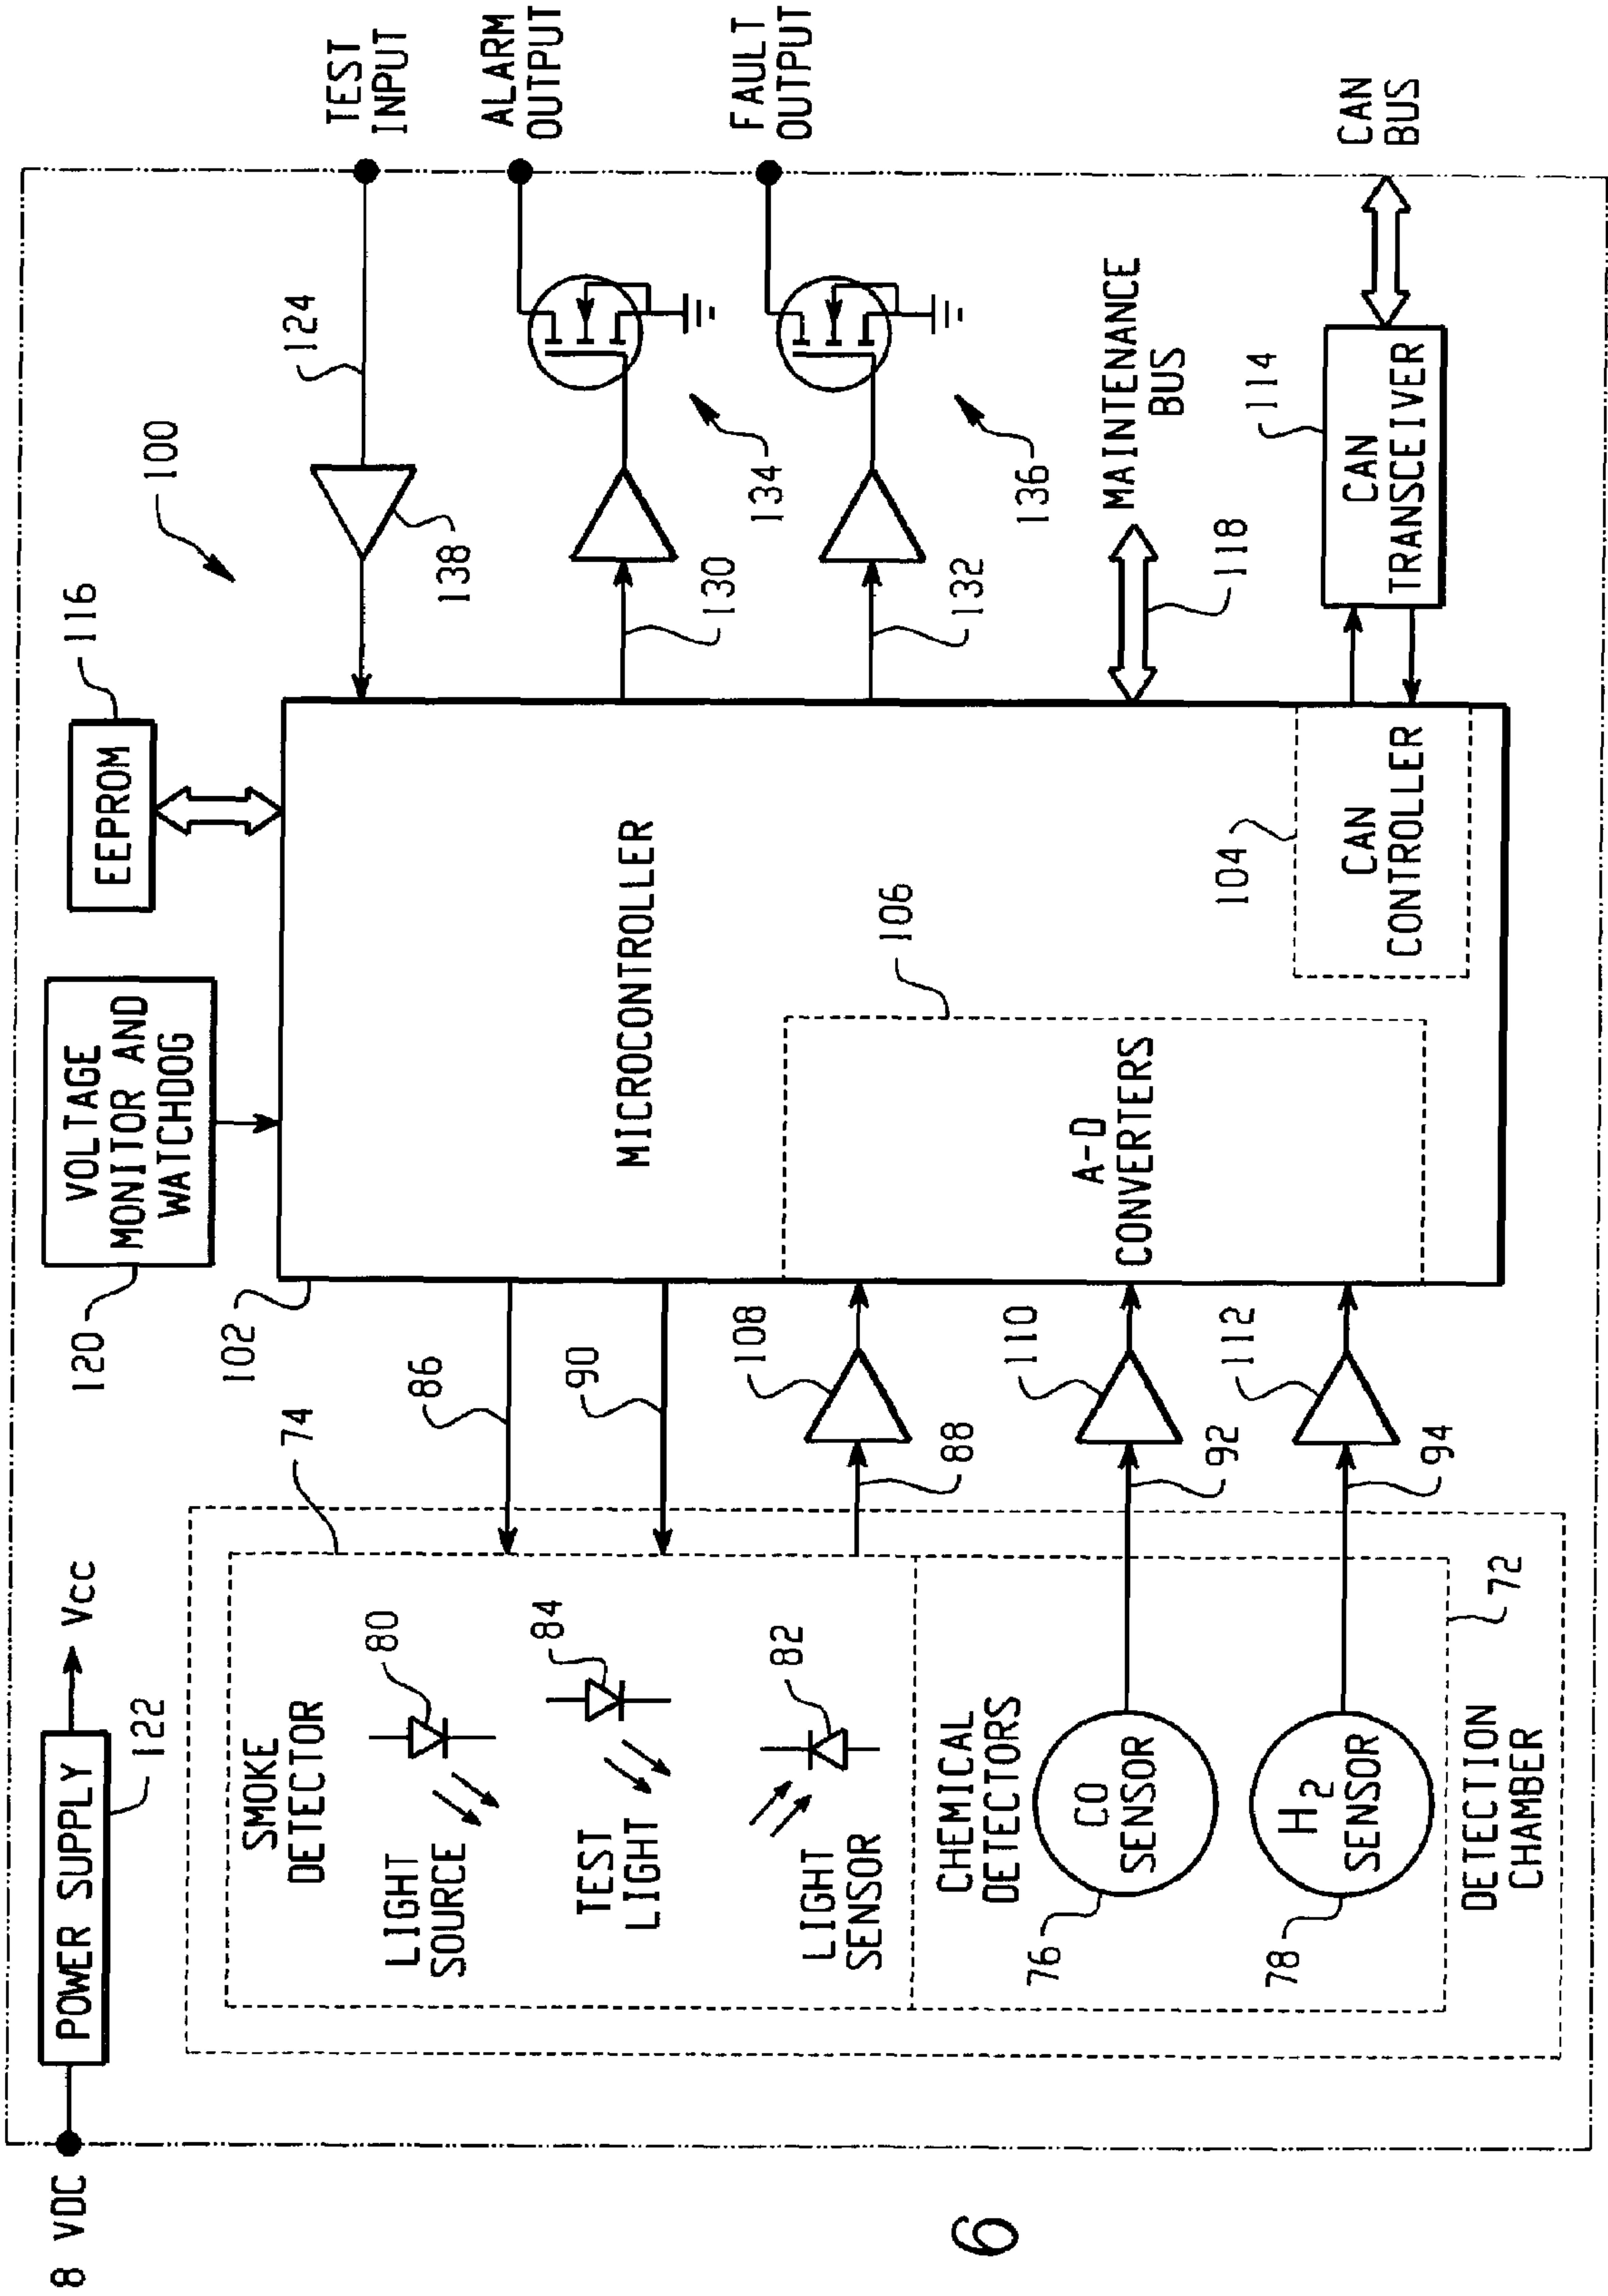 8 VDC
POWER SUPPLY
122
Vcc
120
VOLTAGE
MONITOR AND
WATCHDOG
EEPROM
116
100
TEST
INPUT
124
138
ALARM
OUTPUT
130
134
FAULT
OUTPUT
132
136
MAINTENANCE
BUS
118
CAN
BUS
CAN
TRANSCEIVER
114
CAN
CONTROLLER
104
MICROCONTROLLER
102
A-D
CONVERTERS
106
86
90
108
88
110
92
112
94
74
SMOKE
DETECTOR
LIGHT
SOURCE
80
TEST
LIGHT
84
LIGHT
SENSOR
82
CHEMICAL
DETECTORS
CO
SENSOR
76
H2
SENSOR
78
DETECTION
CHAMBER
72
6